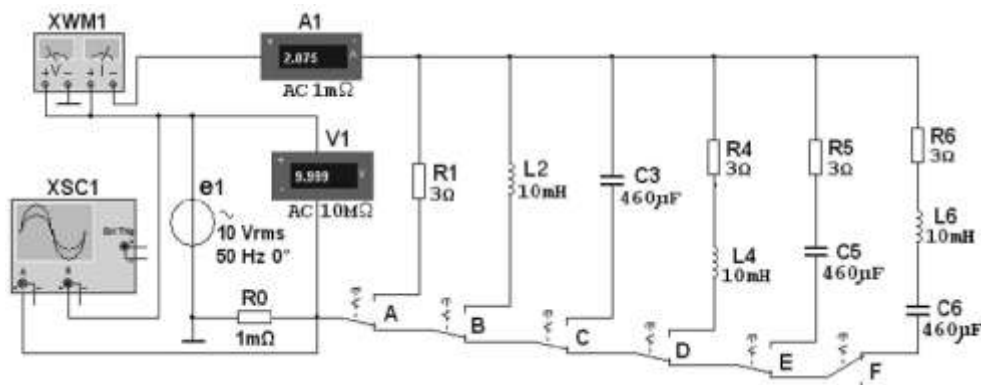 XWM1
A1
+ - + -
V I
2.075 A
AC 1mΩ
V1
9.999
AC 10MΩ
XSC1
Ext Trig
A B
e1
10 Vrms
50 Hz 0°
R0
1mΩ
R1
3Ω
L2
10mH
C3
460µF
R4
3Ω
L4
10mH
R5
3Ω
C5
460µF
R6
3Ω
L6
10mH
C6
460µF
A
B
C
D
E
F